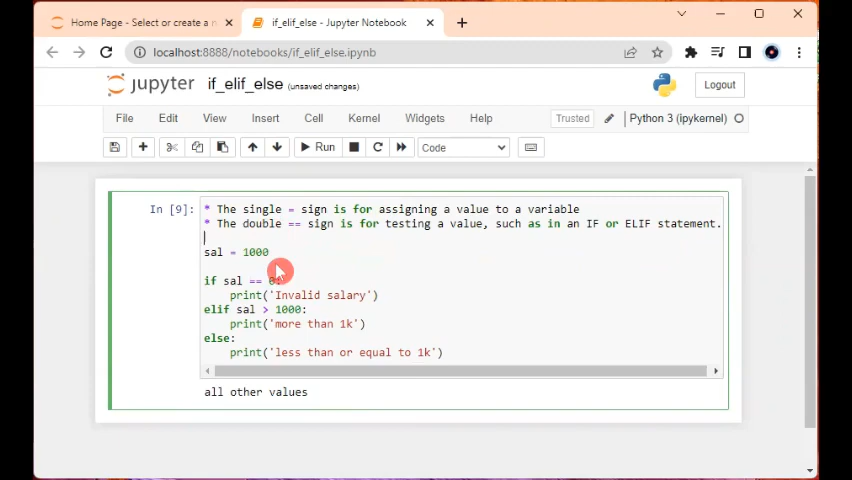 Home Page - Select or create a n
if_elif_else - Jupyter Notebook
localhost:8888/notebooks/if_elif_else.ipynb
jupyter if_elif_else (unsaved changes)
Logout
File Edit View Insert Cell Kernel Widgets Help Trusted Python 3 (ipykernel)
Run Code
In [9]: * The single = sign is for assigning a value to a variable
* The double == sign is for testing a value, such as in an IF or ELIF statement.
sal = 1000
if sal == 0:
print('Invalid salary')
elif sal > 1000:
print('more than 1k')
else:
print('less than or equal to 1k')
all other values